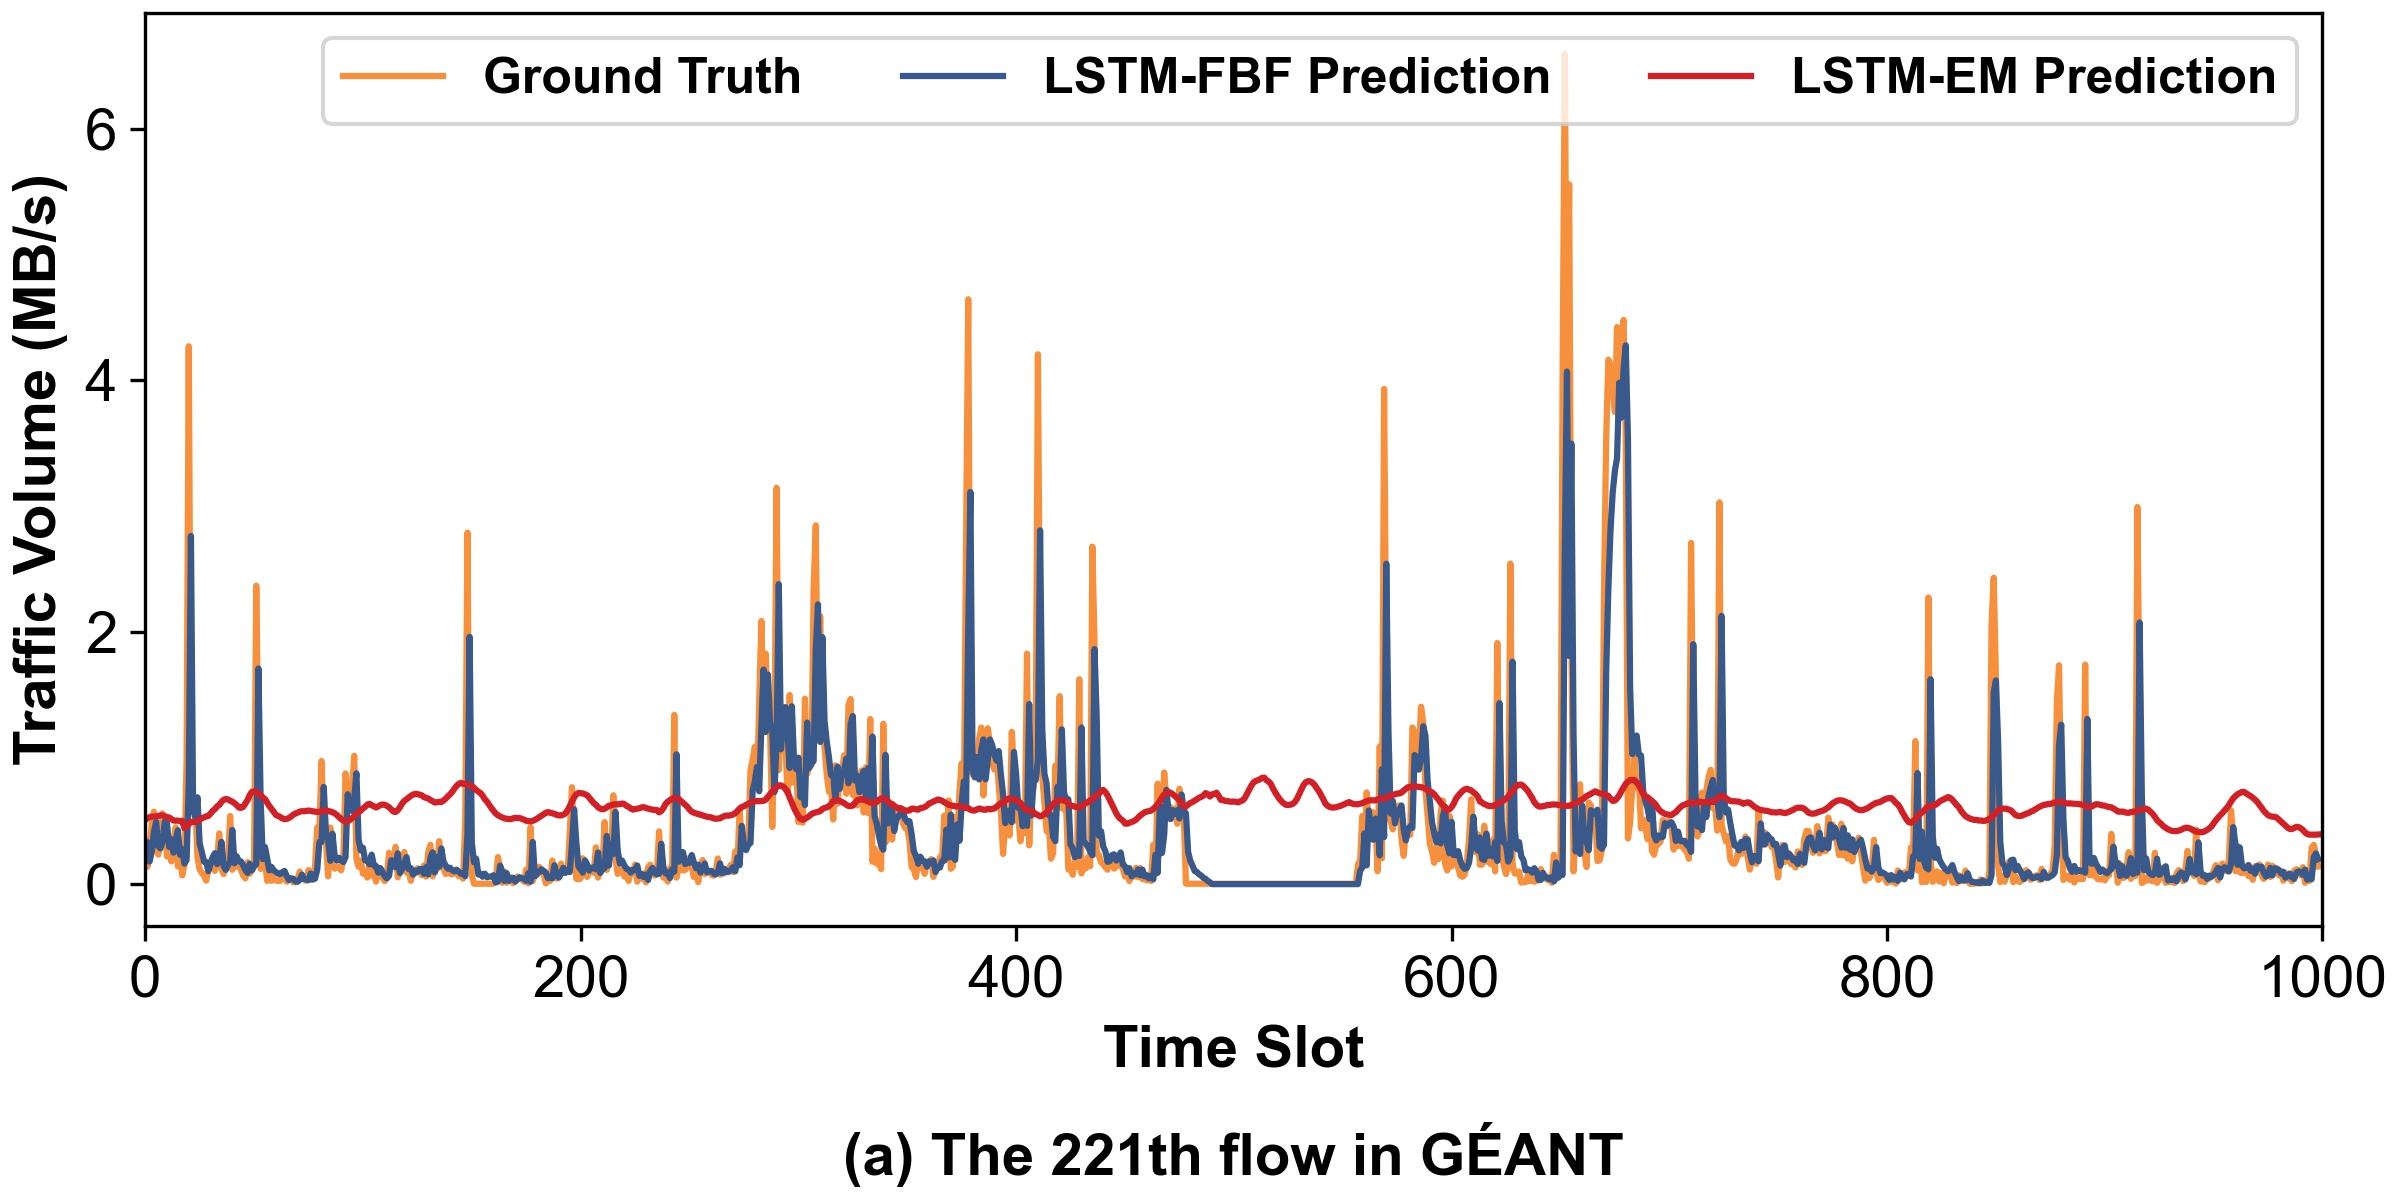 Ground Truth LSTM-FBF Prediction LSTM-EM Prediction
Traffic Volume (MB/s)
6
4
2
0
0 200 400 600 800 1000
Time Slot
(a) The 221th flow in GÉANT